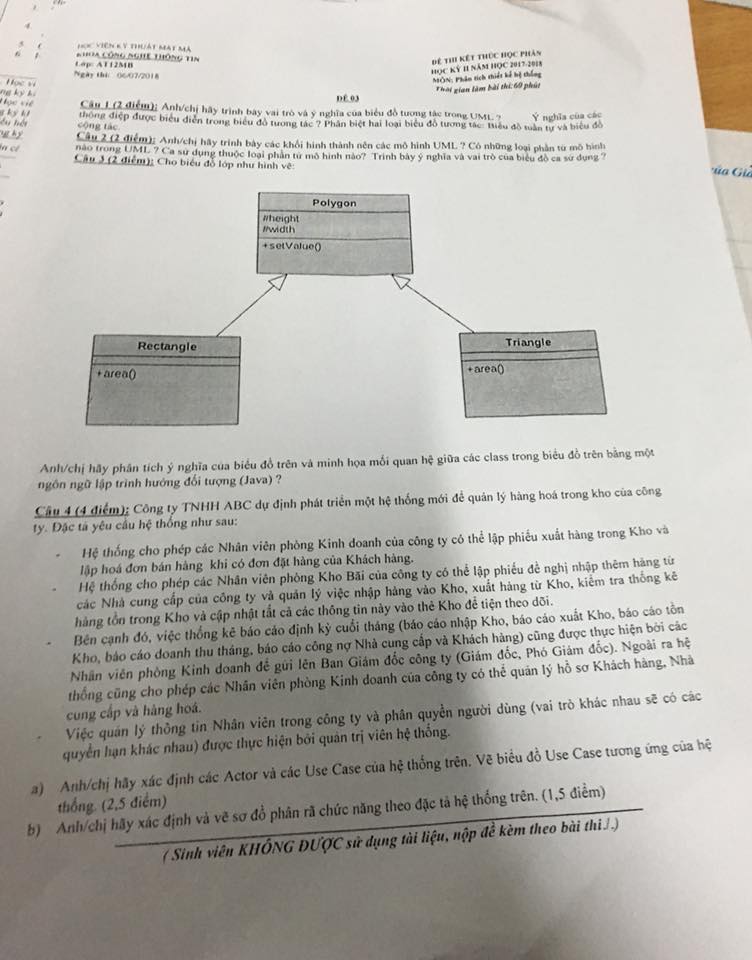 HỌC VIỆN KỸ THUẬT MẬT MÃ
KHOA CÔNG NGHỆ THÔNG TIN
Lớp: AT12MB
Ngày thi: 06/07/2018
ĐỀ THI KẾT THÚC HỌC PHẦN
HỌC KỲ II NĂM HỌC 2017-2018
MÔN: Phân tích thiết kế hệ thống
Thời gian làm bài thi: 60 phút
ĐỀ 03
Câu 1 (2 điểm): Anh/chị hãy trình bày vai trò và ý nghĩa của biểu đồ tương tác trong UML ? Ý nghĩa của các
thông điệp được biểu diễn trong biểu đồ tương tác ? Phân biệt hai loại biểu đồ tương tác: Biểu đồ tuần tự và biểu đồ
cộng tác.
Câu 2 (2 điểm): Anh/chị hãy trình bày các khối hình thành nên các mô hình UML ? Có những loại phần tử mô hình
nào trong UML ? Ca sử dụng thuộc loại phần tử mô hình nào? Trình bày ý nghĩa và vai trò của biểu đồ ca sử dụng ?
Câu 3 (2 điểm): Cho biểu đồ lớp như hình vẽ:
Polygon
#height
#width
+setValue()
Rectangle
+area()
Triangle
+area()
Anh/chị hãy phân tích ý nghĩa của biểu đồ trên và minh họa mối quan hệ giữa các class trong biểu đồ trên bằng một
ngôn ngữ lập trình hướng đối tượng (Java) ?
Câu 4 (4 điểm): Công ty TNHH ABC dự định phát triển một hệ thống mới để quản lý hàng hoá trong kho của công
ty. Đặc tả yêu cầu hệ thống như sau:
- Hệ thống cho phép các Nhân viên phòng Kinh doanh của công ty có thể lập phiếu xuất hàng trong Kho và
lập hoá đơn bán hàng khi có đơn đặt hàng của Khách hàng.
- Hệ thống cho phép các Nhân viên phòng Kho Bãi của công ty có thể lập phiếu đề nghị nhập thêm hàng từ
các Nhà cung cấp của công ty và quản lý việc nhập hàng vào Kho, xuất hàng từ Kho, kiểm tra thống kê
hàng tồn trong Kho và cập nhật tất cả các thông tin này vào thẻ Kho để tiện theo dõi.
- Bên cạnh đó, việc thống kê báo cáo định kỳ cuối tháng (báo cáo nhập Kho, báo cáo xuất Kho, báo cáo tồn
Kho, báo cáo doanh thu tháng, báo cáo công nợ Nhà cung cấp và Khách hàng) cũng được thực hiện bởi các
Nhân viên phòng Kinh doanh để gửi lên Ban Giám đốc công ty (Giám đốc, Phó Giám đốc). Ngoài ra hệ
thống cũng cho phép các Nhân viên phòng Kinh doanh của công ty có thể quản lý hồ sơ Khách hàng, Nhà
cung cấp và hàng hoá.
- Việc quản lý thông tin Nhân viên trong công ty và phân quyền người dùng (vai trò khác nhau sẽ có các
quyền hạn khác nhau) được thực hiện bởi quản trị viên hệ thống.
a) Anh/chị hãy xác định các Actor và các Use Case của hệ thống trên. Vẽ biểu đồ Use Case tương ứng của hệ
thống. (2,5 điểm)
b) Anh/chị hãy xác định và vẽ sơ đồ phân rã chức năng theo đặc tả hệ thống trên. (1,5 điểm)
( Sinh viên KHÔNG ĐƯỢC sử dụng tài liệu, nộp đề kèm theo bài thi./.)